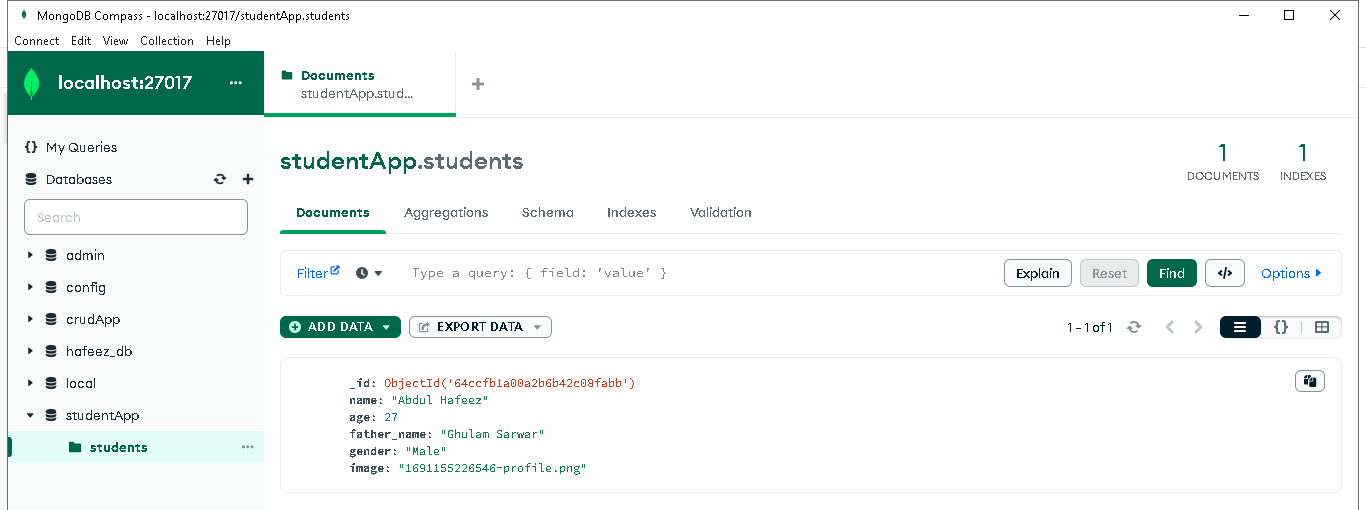 MongoDB Compass - localhost:27017/studentApp.students
Connect Edit View Collection Help
localhost:27017 ...
Documents
studentApp.stud...
My Queries
Databases
Search
admin
config
crudApp
hafeez_db
local
studentApp
students ...
studentApp.students
1
DOCUMENTS
1
INDEXES
Documents Aggregations Schema Indexes Validation
Filter Type a query: { field: 'value' } Explain Reset Find </> Options
ADD DATA EXPORT DATA 1-1 of 1 {}
_id: ObjectId('64ccfb1a00a2b6b42c08fabb')
name: "Abdul Hafeez"
age: 27
father_name: "Ghulam Sarwar"
gender: "Male"
image: "1691155226546-profile.png"